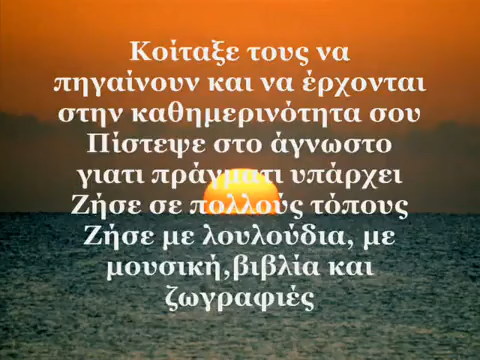 Κοίταξε τους να
πηγαίνουν και να έρχονται
στην καθημερινότητα σου
Πίστεψε στο άγνωστο
γιατι πράγματι υπάρχει
Ζήσε σε πολλούς τόπους
Ζήσε με λουλούδια, με
μουσική,βιβλία και
ζωγραφιές